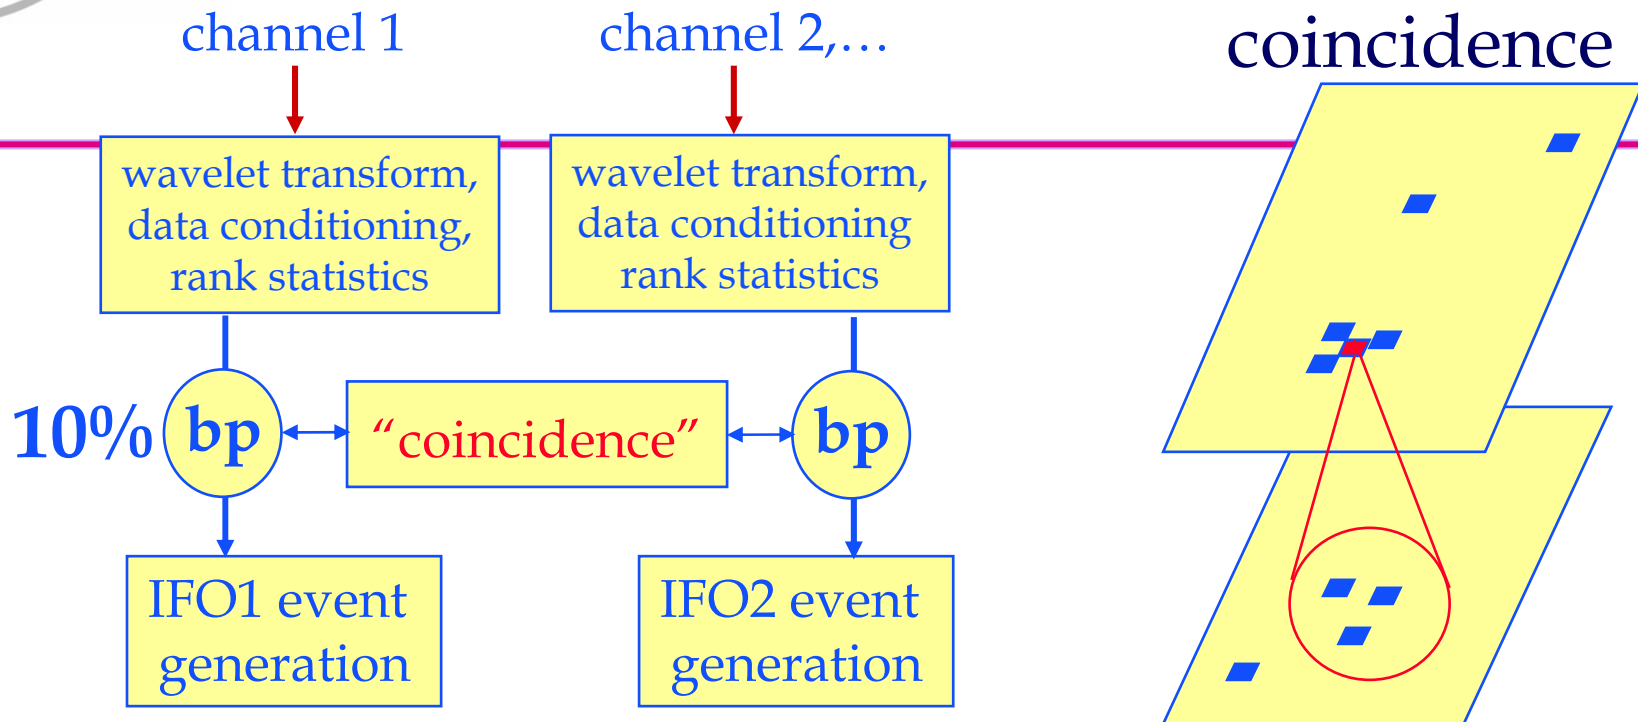 channel 1
channel 2,…
coincidence
wavelet transform,
data conditioning,
rank statistics
wavelet transform,
data conditioning
rank statistics
10%
bp
“coincidence”
bp
IFO1 event
generation
IFO2 event
generation